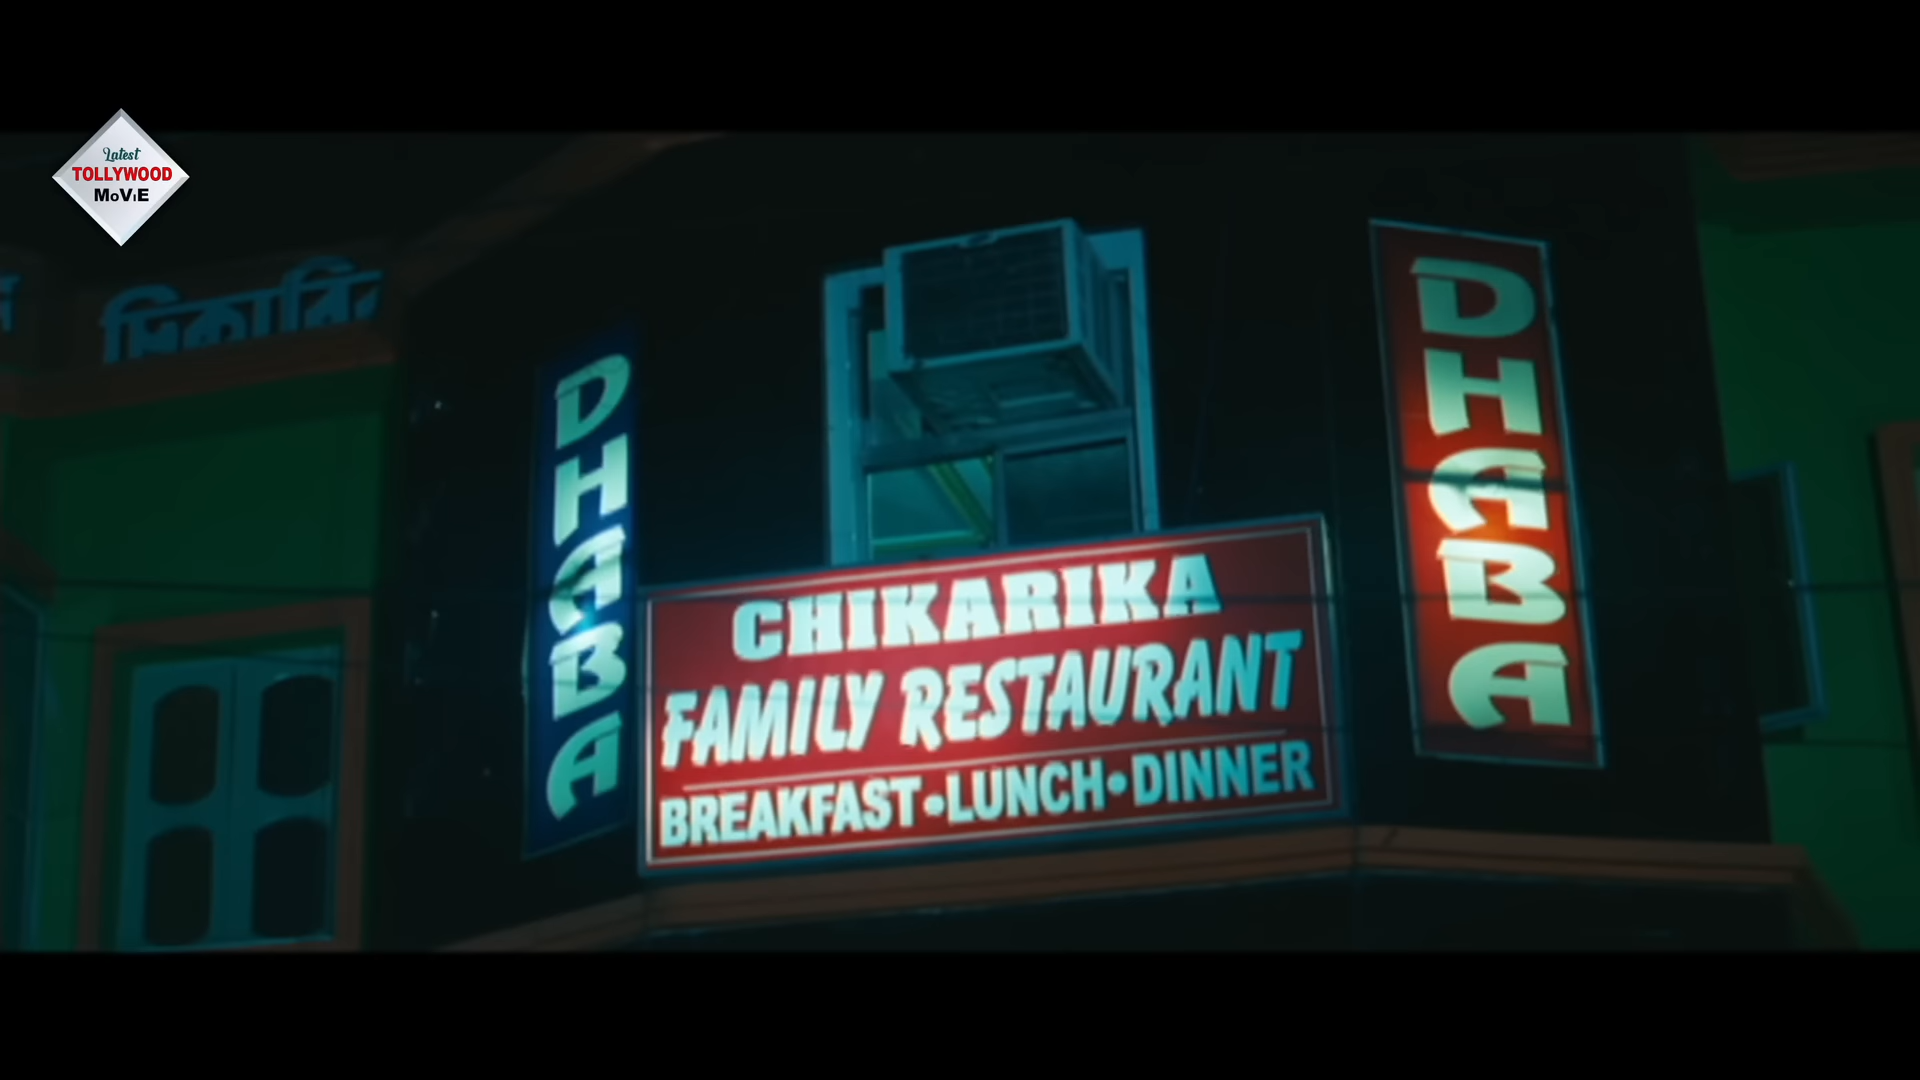 Latest
TOLLYWOOD
MoViE
চিকারিকা
DHABA
CHIKARIKA
FAMILY RESTAURANT
BREAKFAST•LUNCH•DINNER
DHABA